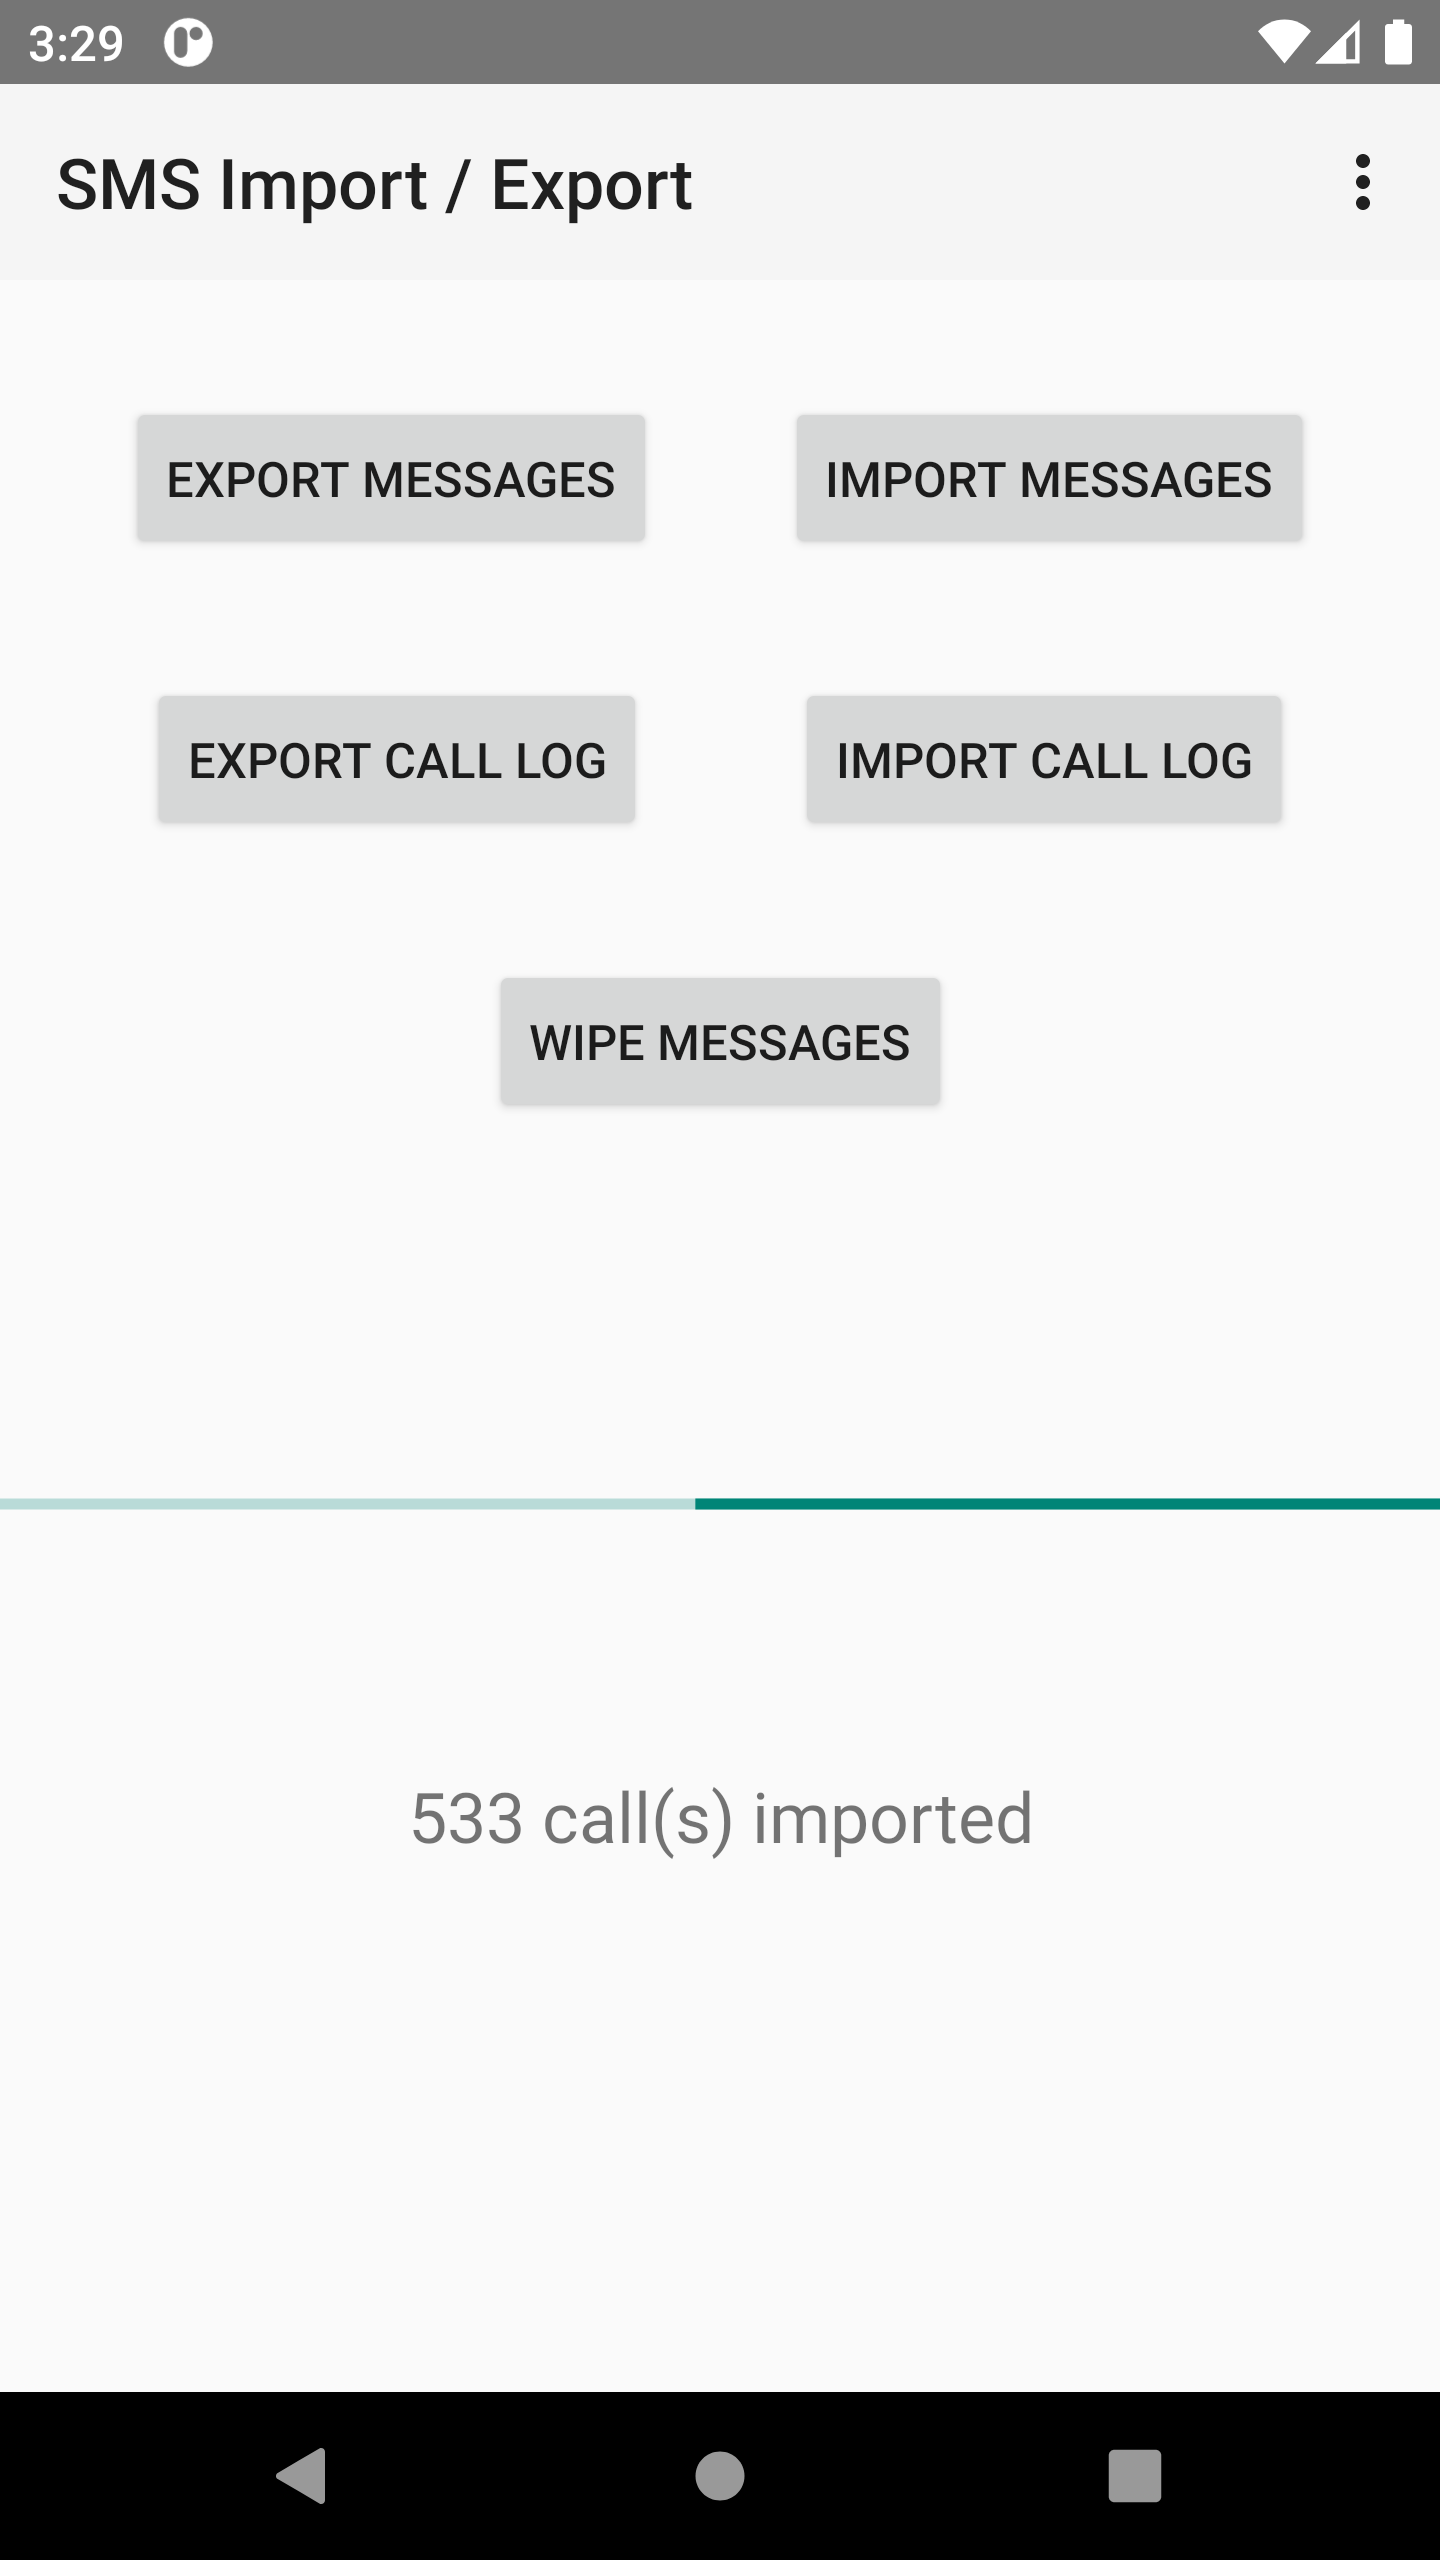 3:29
SMS Import / Export
EXPORT MESSAGES
IMPORT MESSAGES
EXPORT CALL LOG
IMPORT CALL LOG
WIPE MESSAGES
533 call(s) imported